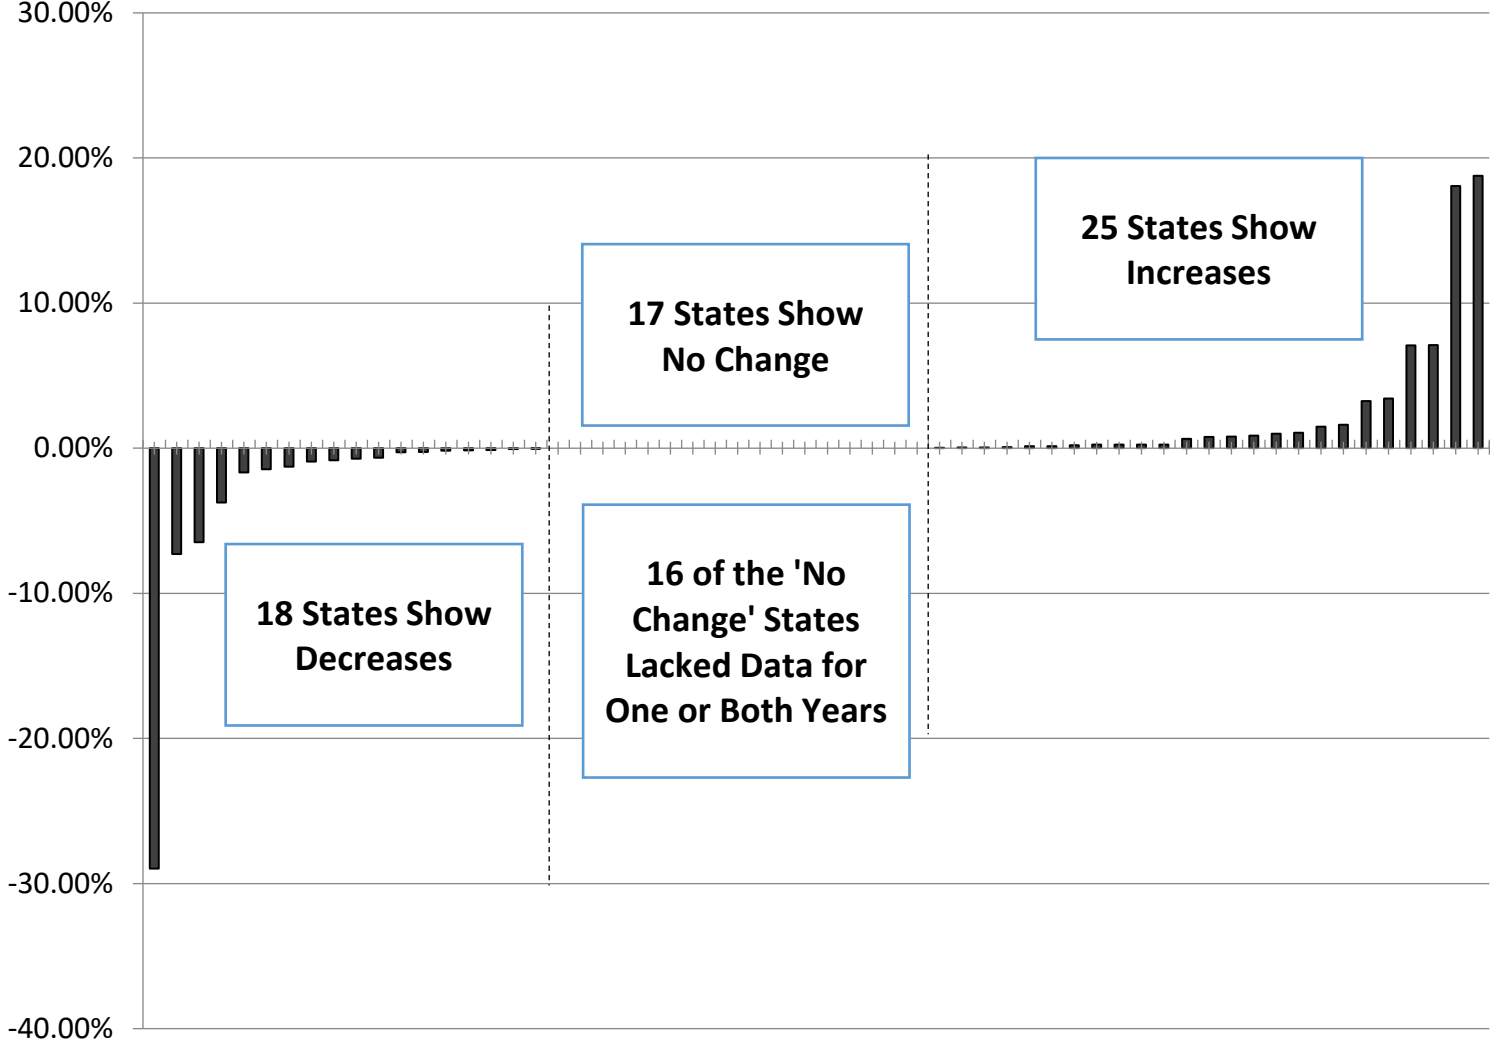 30.00%
20.00%
10.00%
0.00%
-10.00%
-20.00%
-30.00%
-40.00%
18 States Show
Decreases
17 States Show
No Change
16 of the 'No
Change' States
Lacked Data for
One or Both Years
25 States Show
Increases